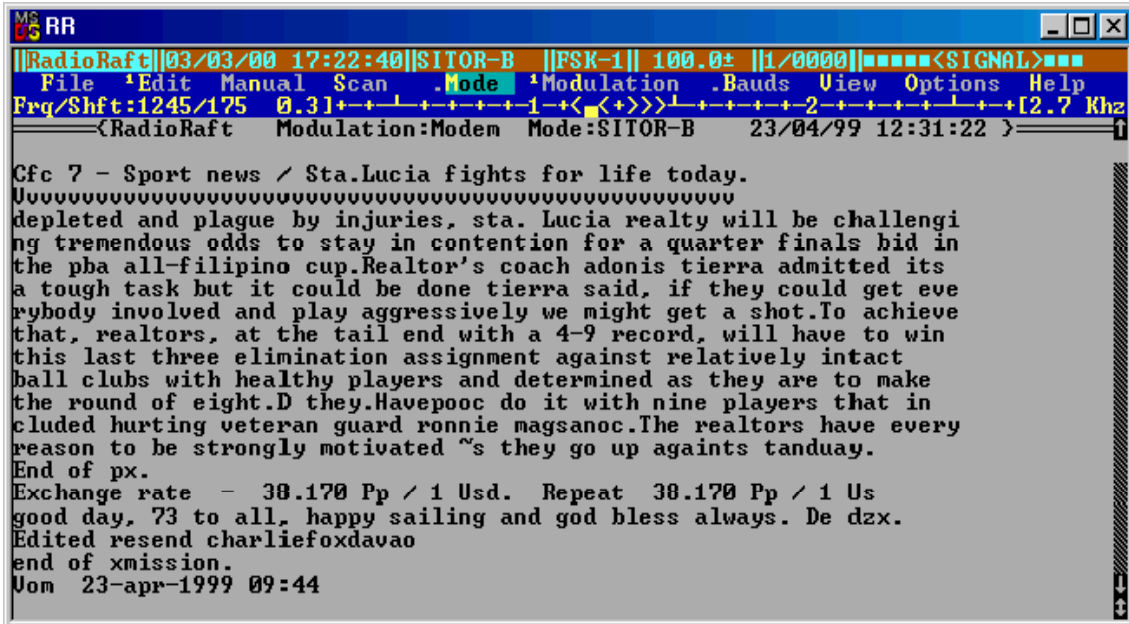 RR
||RadioRaft||03/03/00 17:22:40||SITOR-B ||FSK-1|| 100.0± ||1/0000||■■■■■<SIGNAL>■■■
File ¹Edit Manual Scan .Mode ¹Modulation .Bauds View Options Help
Frq/Shft:1245/175 0.3]+-+-┴-+-+-+-+-1-+<▄<+>>>┴-+-+-+-+-2-+-+-+-+-┴-+-+[2.7 Khz
═════<RadioRaft Modulation:Modem Mode:SITOR-B 23/04/99 12:31:22 >═════
Cfc 7 - Sport news / Sta.Lucia fights for life today.
Vvvvvvvvvvvvvvvvvvvvvvvvvvvvvvvvvvvvvvvvvvvvvvvvvvvv
depleted and plague by injuries, sta. Lucia realty will be challengi
ng tremendous odds to stay in contention for a quarter finals bid in
the pba all-filipino cup.Realtor's coach adonis tierra admitted its
a tough task but it could be done tierra said, if they could get eve
rybody involved and play aggressively we might get a shot.To achieve
that, realtors, at the tail end with a 4-9 record, will have to win
this last three elimination assignment against relatively intact
ball clubs with healthy players and determined as they are to make
the round of eight.D they.Havepooc do it with nine players that in
cluded hurting veteran guard ronnie magsanoc.The realtors have every
reason to be strongly motivated ~s they go up againts tanduay.
End of px.
Exchange rate - 38.170 Pp / 1 Usd. Repeat 38.170 Pp / 1 Us
good day, 73 to all, happy sailing and god bless always. De dzx.
Edited resend charliefoxdavao
end of xmission.
Vom 23-apr-1999 09:44